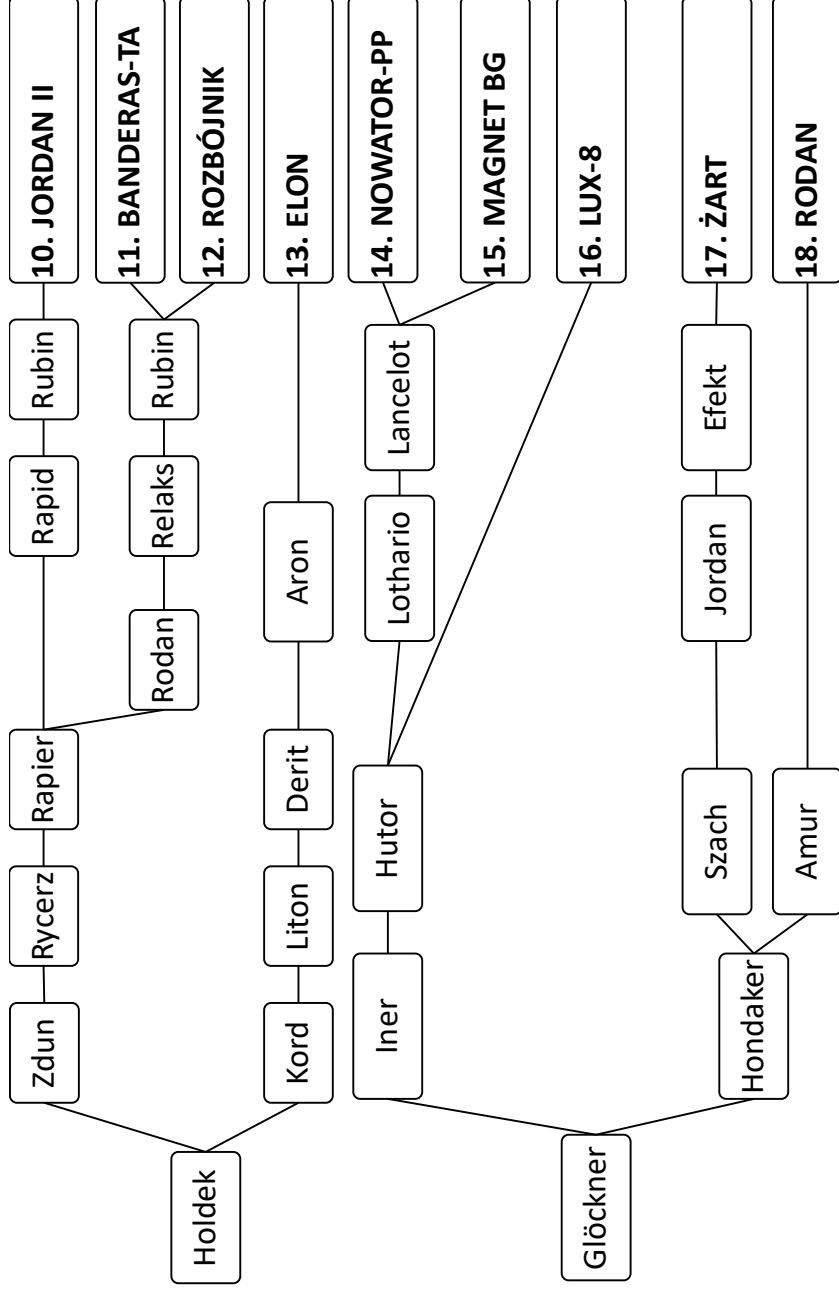 Holdek
Zdun
Rycerz
Rapier
Rapid
Rubin
10. JORDAN II
Rodan
Relaks
Rubin
11. BANDERAS-TA
12. ROZBÓJNIK
Kord
Liton
Derit
Aron
13. ELON
Glöckner
Iner
Hutor
Lothario
Lancelot
14. NOWATOR-PP
15. MAGNET BG
16. LUX-8
Hondaker
Szach
Jordan
Efekt
17. ŻART
Amur
18. RODAN